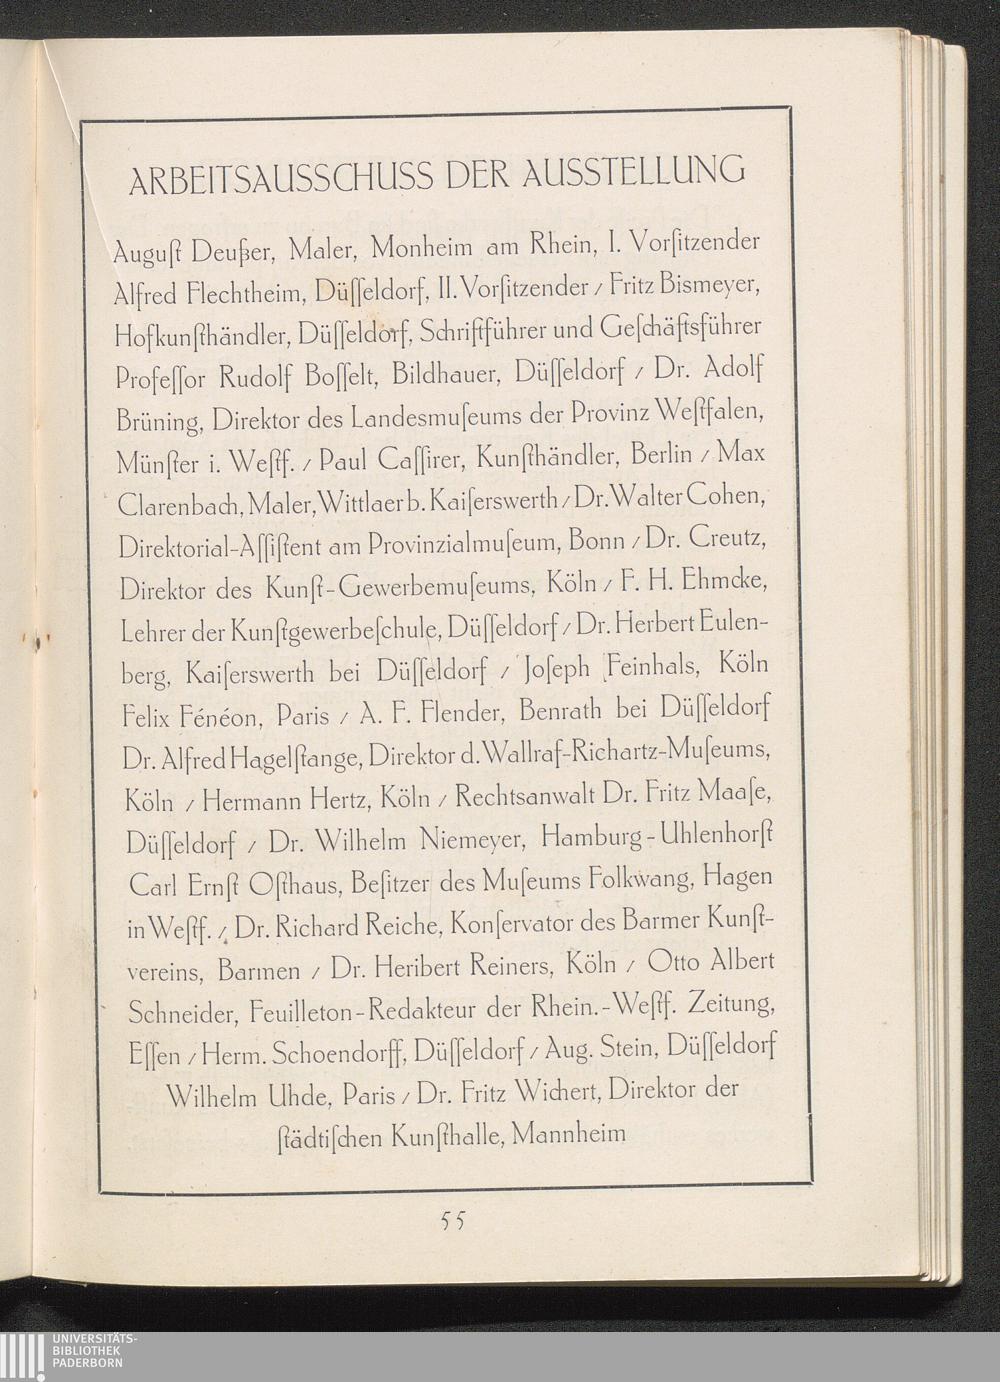 ARBEITSAUSSCHUSS DER AUSSTELLUNG
Auguſt Deußer, Maler, Monheim am Rhein, I. Vorſitzender
Alfred Flechtheim, Düſſeldorf, II. Vorſitzender / Fritz Bismeyer,
Hofkunſthändler, Düſſeldorf, Schriftführer und Geſchäftsführer
Profeſſor Rudolf Boſſelt, Bildhauer, Düſſeldorf / Dr. Adolf
Brüning, Direktor des Landesmuſeums der Provinz Weſtfalen,
Münſter i. Weſtf. / Paul Caſſirer, Kunſthändler, Berlin / Max
Clarenbach, Maler, Wittlaer b. Kaiſerswerth / Dr. Walter Cohen,
Direktorial-Aſſiſtent am Provinzialmuſeum, Bonn / Dr. Creutz,
Direktor des Kunſt-Gewerbemuſeums, Köln / F. H. Ehmcke,
Lehrer der Kunſtgewerbeſchule, Düſſeldorf / Dr. Herbert Eulen-
berg, Kaiſerswerth bei Düſſeldorf / Joſeph Feinhals, Köln
Felix Fénéon, Paris / A. F. Flender, Benrath bei Düſſeldorf
Dr. Alfred Hagelſtange, Direktor d. Wallraf-Richartz-Muſeums,
Köln / Hermann Hertz, Köln / Rechtsanwalt Dr. Fritz Maaſe,
Düſſeldorf / Dr. Wilhelm Niemeyer, Hamburg-Uhlenhorſt
Carl Ernſt Oſthaus, Beſitzer des Muſeums Folkwang, Hagen
in Weſtf. / Dr. Richard Reiche, Konſervator des Barmer Kunſt-
vereins, Barmen / Dr. Heribert Reiners, Köln / Otto Albert
Schneider, Feuilleton-Redakteur der Rhein.-Weſtf. Zeitung,
Eſſen / Herm. Schoendorff, Düſſeldorf / Aug. Stein, Düſſeldorf
Wilhelm Uhde, Paris / Dr. Fritz Wichert, Direktor der
ſtädtiſchen Kunſthalle, Mannheim
55
UNIVERSITÄTS-
BIBLIOTHEK
PADERBORN